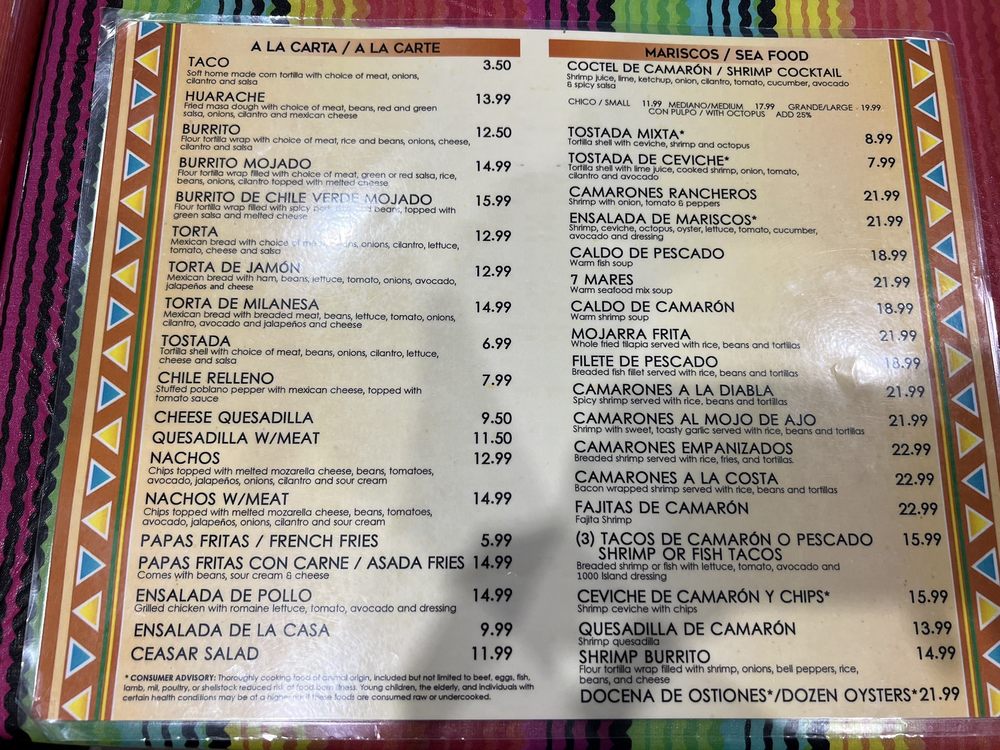 A LA CARTA / A LA CARTE
TACO 3.50
Soft home made corn tortilla with choice of meat, onions,
cilantro and salsa
HUARACHE 13.99
Fried masa dough with choice of meat, beans, red and green
salsa, onions, cilantro and mexican cheese
BURRITO 12.50
Flour tortilla wrap with choice of meat, rice and beans, onions, cheese,
cilantro and salsa
BURRITO MOJADO 14.99
Flour tortilla wrap filled with choice of meat, green or red salsa, rice,
beans, onions, cilantro topped with melted cheese
BURRITO DE CHILE VERDE MOJADO 15.99
Flour tortilla wrap filled with spicy beans, topped with
green salsa and melted cheese
TORTA 12.99
Mexican bread with choice of meat, beans, onions, cilantro, lettuce,
tomato, cheese and salsa
TORTA DE JAMÓN 12.99
Mexican bread with ham, beans, lettuce, tomato, onions, avocado,
jalapeños and cheese
TORTA DE MILANESA 14.99
Mexican bread with breaded meat, beans, lettuce, tomato, onions,
cilantro, avocado and jalapeños and cheese
TOSTADA 6.99
Tortilla shell with choice of meat, beans, onions, cilantro, lettuce,
cheese and salsa
CHILE RELLENO 7.99
Stuffed poblano pepper with mexican cheese, topped with
tomato sauce
CHEESE QUESADILLA 9.50
QUESADILLA W/MEAT 11.50
NACHOS 12.99
Chips topped with melted mozarella cheese, beans, tomatoes,
avocado, jalapeños, onions, cilantro and sour cream
NACHOS W/MEAT 14.99
Chips topped with melted mozarella cheese, beans, tomatoes,
avocado, jalapeños, onions, cilantro and sour cream
PAPAS FRITAS / FRENCH FRIES 5.99
PAPAS FRITAS CON CARNE / ASADA FRIES 14.99
Comes with beans, sour cream & cheese
ENSALADA DE POLLO 14.99
Grilled chicken with romaine lettuce, tomato, avocado and dressing
ENSALADA DE LA CASA 9.99
CEASAR SALAD 11.99
* CONSUMER ADVISORY: Thoroughly cooking food of animal origin, included but not limited to beef, eggs, fish,
lamb, mil, poultry, or shellstock reduced risk of food born illness. Young children, the elderly, and individuals with
certain health conditions may be at a higher risk if these foods are consumed raw or undercooked.
MARISCOS / SEA FOOD
COCTEL DE CAMARÓN / SHRIMP COCKTAIL
Shrimp juice, lime, ketchup, onion, cilantro, tomato, cucumber, avocado
& spicy salsa
CHICO / SMALL 11.99 MEDIANO/MEDIUM 17.99 GRANDE/LARGE - 19.99
CON PULPO / WITH OCTOPUS ADD 25%
TOSTADA MIXTA* 8.99
Tortilla shell with ceviche, shrimp and octopus
TOSTADA DE CEVICHE* 7.99
Tortilla shell with lime juice, cooked shrimp, onion, tomato,
cilantro and avocado
CAMARONES RANCHEROS 21.99
Shrimp with onion, tomato & peppers
ENSALADA DE MARISCOS* 21.99
Shrimp, ceviche, octopus, oyster, lettuce, tomato, cucumber,
avocado and dressing
CALDO DE PESCADO 18.99
Warm fish soup
7 MARES 21.99
Warm seafood mix soup
CALDO DE CAMARÓN 18.99
Warm shrimp soup
MOJARRA FRITA 21.99
Whole fried tilapia served with rice, beans and tortillas
FILETE DE PESCADO 18.99
Breaded fish fillet served with rice, beans and tortillas
CAMARONES A LA DIABLA 21.99
Spicy shrimp served with rice, beans and tortillas
CAMARONES AL MOJO DE AJO 21.99
Shrimp with sweet, toasty garlic served with rice, beans and tortillas
CAMARONES EMPANIZADOS 22.99
Breaded shrimp served with rice, fries, and tortillas.
CAMARONES A LA COSTA 22.99
Bacon wrapped shrimp served with rice, beans and tortillas
FAJITAS DE CAMARÓN 22.99
Fajita Shrimp
(3) TACOS DE CAMARÓN O PESCADO 15.99
SHRIMP OR FISH TACOS
Breaded shrimp or fish with lettuce, tomato, avocado and
1000 Island dressing
CEVICHE DE CAMARÓN Y CHIPS* 15.99
Shrimp ceviche with chips
QUESADILLA DE CAMARÓN 13.99
Shrimp quesadilla
SHRIMP BURRITO 14.99
Flour tortilla wrap filled with shrimp, onions, bell peppers, rice,
beans, and cheese
DOCENA DE OSTIONES*/DOZEN OYSTERS* 21.99